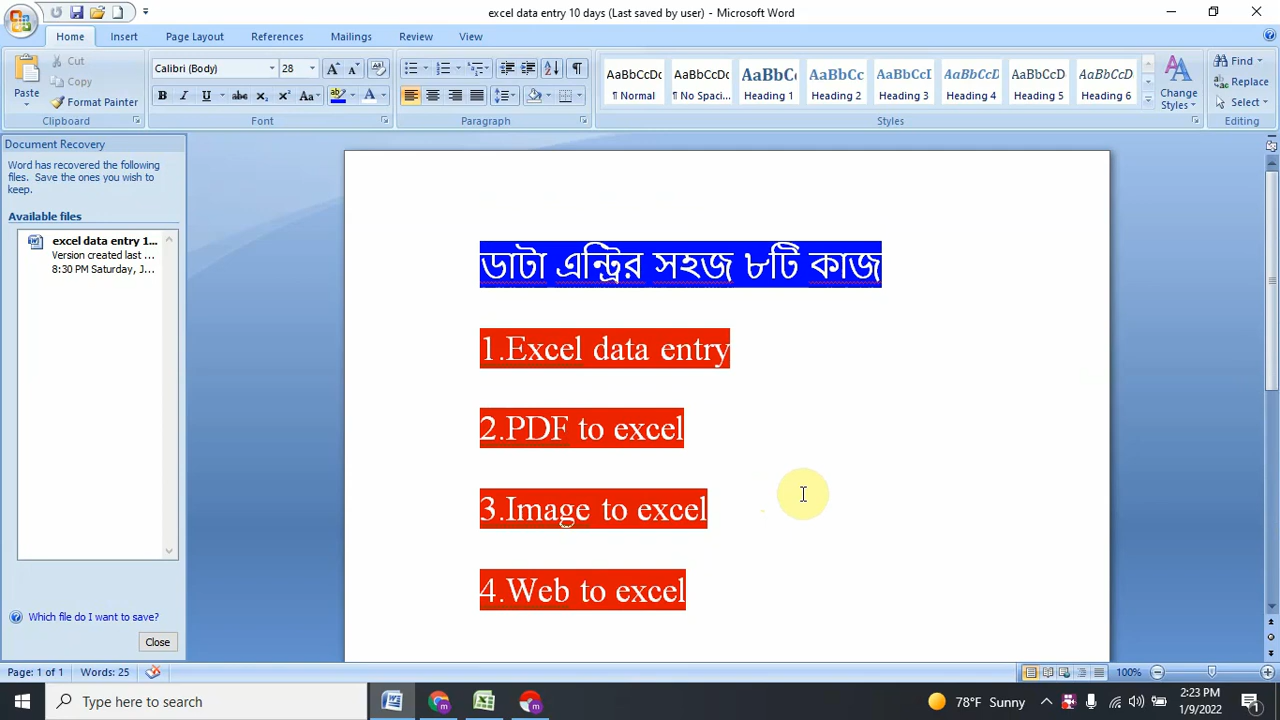 excel data entry 10 days (Last saved by user) - Microsoft Word
Home Insert Page Layout References Mailings Review View
Paste
Cut
Copy
Format Painter
Clipboard
Calibri (Body) 28
Font
Paragraph
AaBbCcDc AaBbCcDc AaBbCc AaBbCc AaBbCcI AaBbCcD AaBbCcD AaBbCcD
¶ Normal ¶ No Spaci... Heading 1 Heading 2 Heading 3 Heading 4 Heading 5 Heading 6
Styles
Change Styles
Find
Replace
Select
Editing
Document Recovery
Word has recovered the following
files. Save the ones you wish to
keep.
Available files
excel data entry 1...
Version created last ...
8:30 PM Saturday, J...
Which file do I want to save?
Close
ডাটা এন্ট্রির সহজ ৮টি কাজ
1.Excel data entry
2.PDF to excel
3.Image to excel
4.Web to excel
Page: 1 of 1 Words: 25
100%
Type here to search
78°F Sunny
2:23 PM
1/9/2022